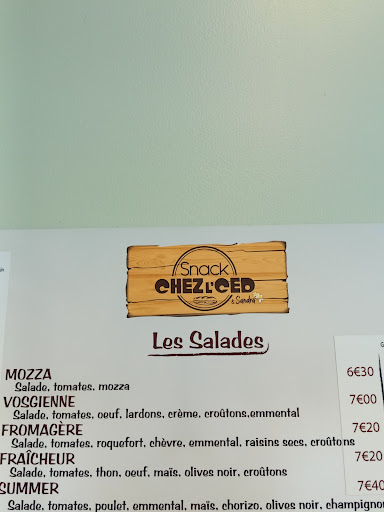 Snack
CHEZ L'CED
& Sandra
Les Salades
MOZZA 6€30
Salade, tomates, mozza
VOSGIENNE 7€00
Salade, tomates, oeuf, lardons, crème, croûtons,emmental
FROMAGÈRE 7€20
Salade, tomates, roquefort, chèvre, emmental, raisins secs, croûtons
FRAÎCHEUR 7€20
Salade, tomates, thon, oeuf, maïs, olives noir, croûtons
SUMMER 7€40
Salade, tomates, poulet, emmental, maïs, chorizo, olives noir, champignon